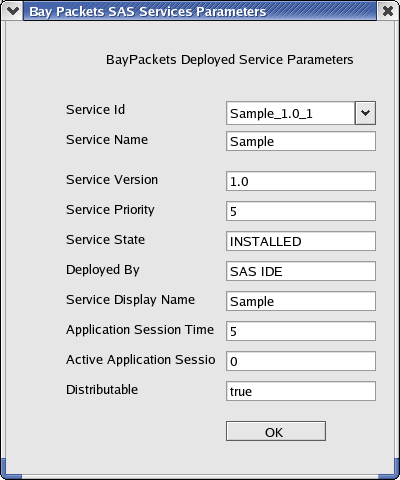 Bay Packets SAS Services Parameters
BayPackets Deployed Service Parameters
Service Id Sample_1.0_1
Service Name Sample
Service Version 1.0
Service Priority 5
Service State INSTALLED
Deployed By SAS IDE
Service Display Name Sample
Application Session Time 5
Active Application Sessio 0
Distributable true
OK